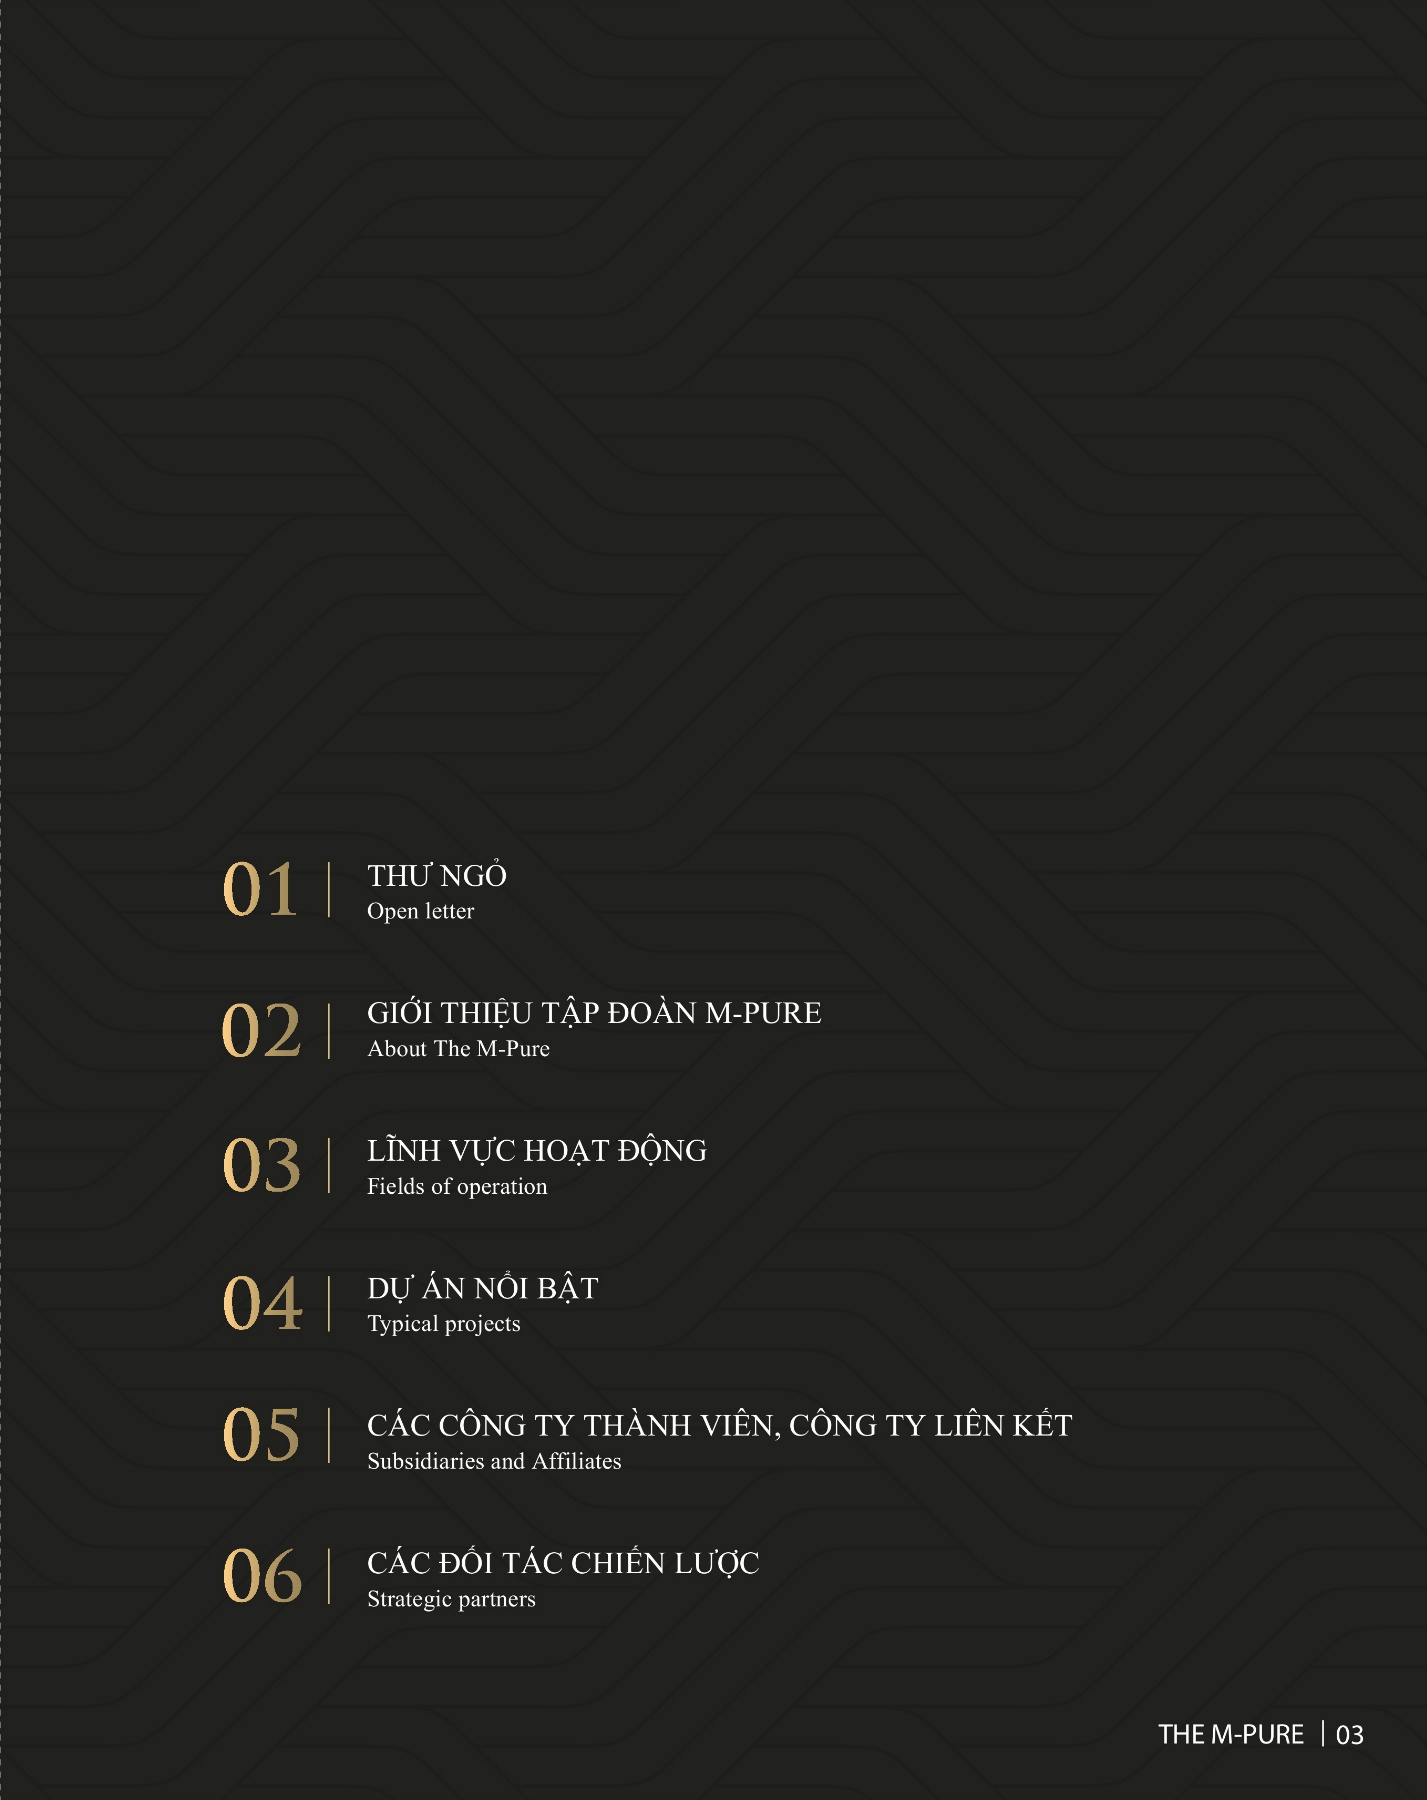 01
THƯ NGỎ
Open letter
02
GIỚI THIỆU TẬP ĐOÀN M-PURE
About The M-Pure
03
LĨNH VỰC HOẠT ĐỘNG
Fields of operation
04
DỰ ÁN NỔI BẬT
Typical projects
05
CÁC CÔNG TY THÀNH VIÊN, CÔNG TY LIÊN KẾT
Subsidiaries and Affiliates
06
CÁC ĐỐI TÁC CHIẾN LƯỢC
Strategic partners
THE M-PURE | 03